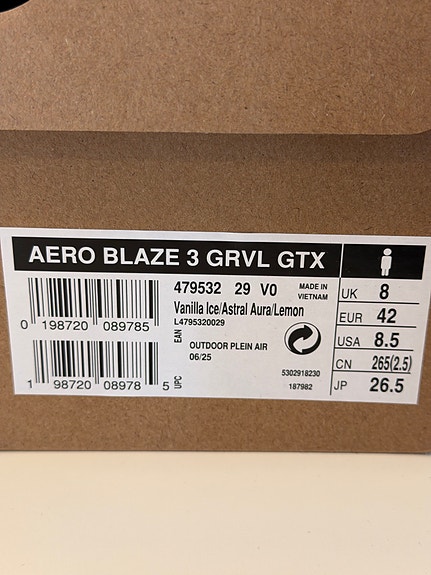 AERO BLAZE 3 GRVL GTX
479532 29 V0
MADE IN
VIETNAM
Vanilla Ice/Astral Aura/Lemon
L4795320029
0 198720 089785
EAN
OUTDOOR PLEIN AIR
06/25
5302918230
187982
1 98720 08978 5
UPC
UK 8
EUR 42
USA 8.5
CN 265(2.5)
JP 26.5